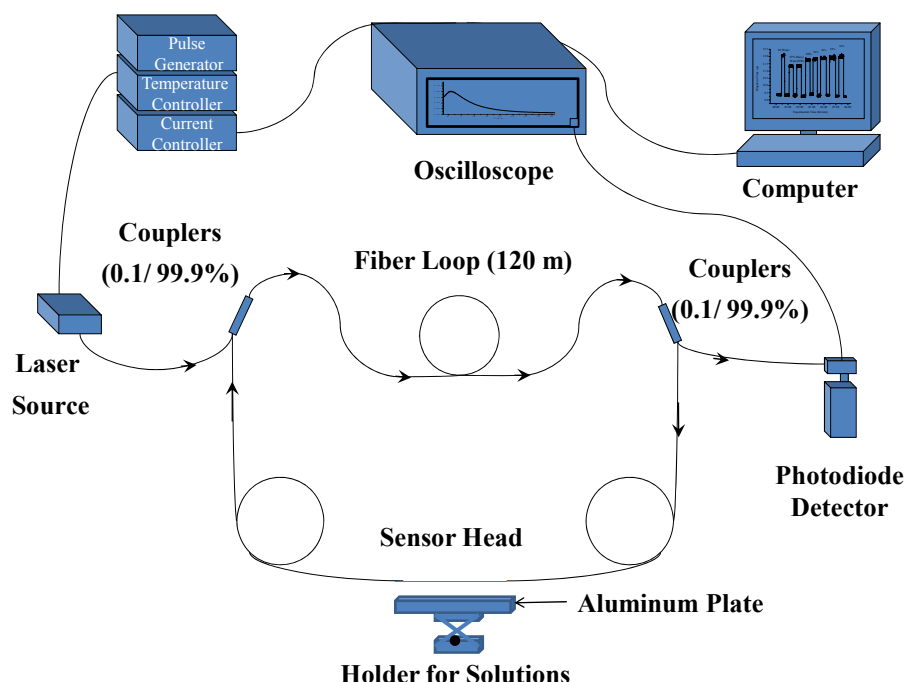 Pulse
Generator
Temperature
Controller
Current
Controller
Oscilloscope
Computer
Couplers
(0.1/ 99.9%)
Fiber Loop (120 m)
Couplers
(0.1/ 99.9%)
Laser
Source
Photodiode
Detector
Sensor Head
Aluminum Plate
Holder for Solutions